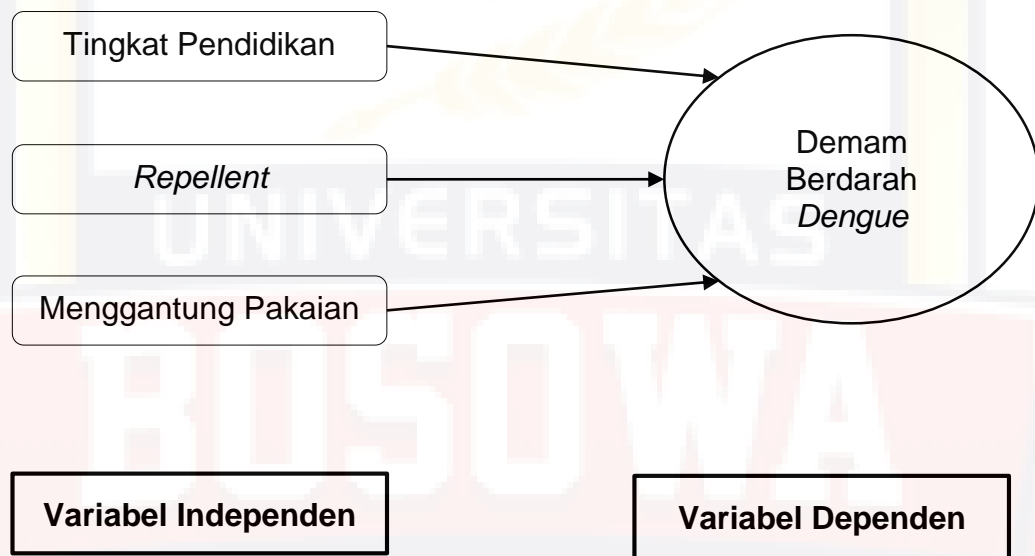 Tingkat Pendidikan
Repellent
Menggantung Pakaian
Demam
Berdarah
Dengue
UNIVERSITAS
BOSOWA
Variabel Independen
Variabel Dependen